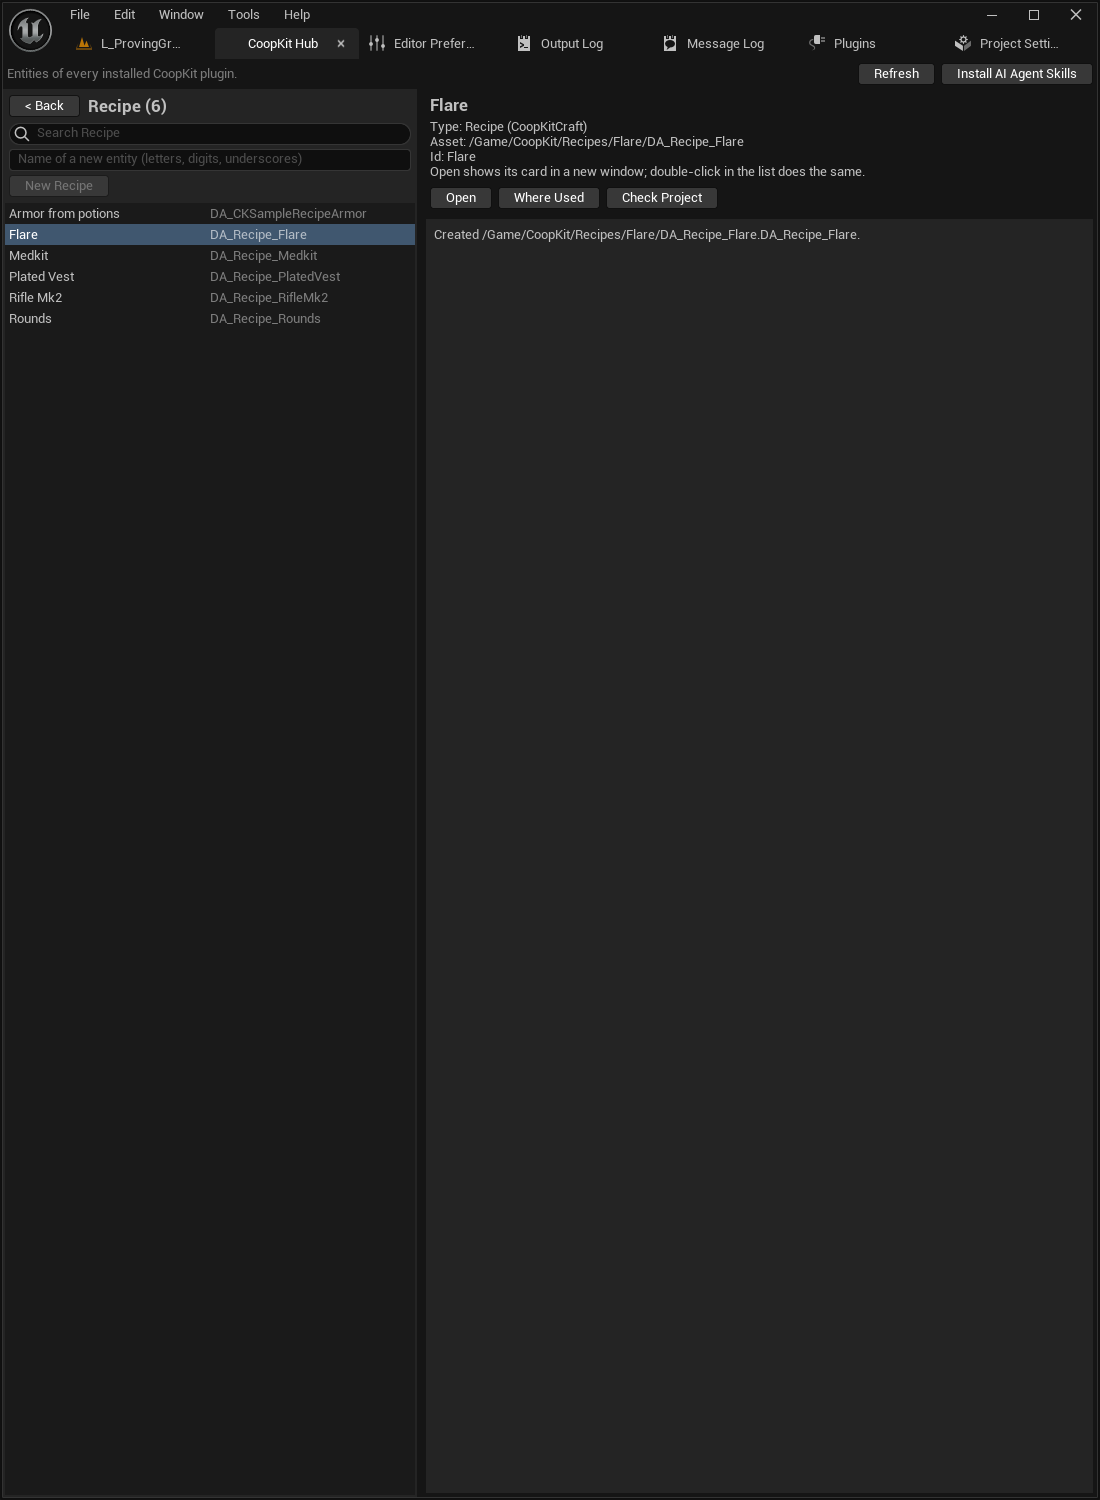 File Edit Window Tools Help
L_ProvingGr... CoopKit Hub × Editor Prefer... Output Log Message Log Plugins Project Setti...
Entities of every installed CoopKit plugin. Refresh Install AI Agent Skills
< Back Recipe (6)
Search Recipe
Name of a new entity (letters, digits, underscores)
New Recipe
Armor from potions DA_CKSampleRecipeArmor
Flare DA_Recipe_Flare
Medkit DA_Recipe_Medkit
Plated Vest DA_Recipe_PlatedVest
Rifle Mk2 DA_Recipe_RifleMk2
Rounds DA_Recipe_Rounds
Flare
Type: Recipe (CoopKitCraft)
Asset: /Game/CoopKit/Recipes/Flare/DA_Recipe_Flare
Id: Flare
Open shows its card in a new window; double-click in the list does the same.
Open Where Used Check Project
Created /Game/CoopKit/Recipes/Flare/DA_Recipe_Flare.DA_Recipe_Flare.